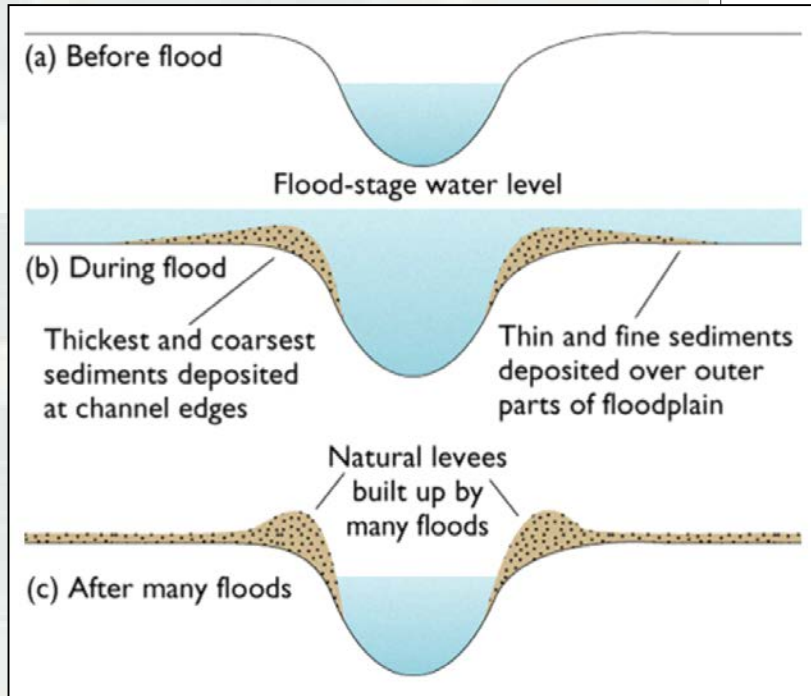 (a) Before flood
Flood-stage water level
(b) During flood
Thickest and coarsest
sediments deposited
at channel edges
Thin and fine sediments
deposited over outer
parts of floodplain
Natural levees
built up by
many floods
(c) After many floods